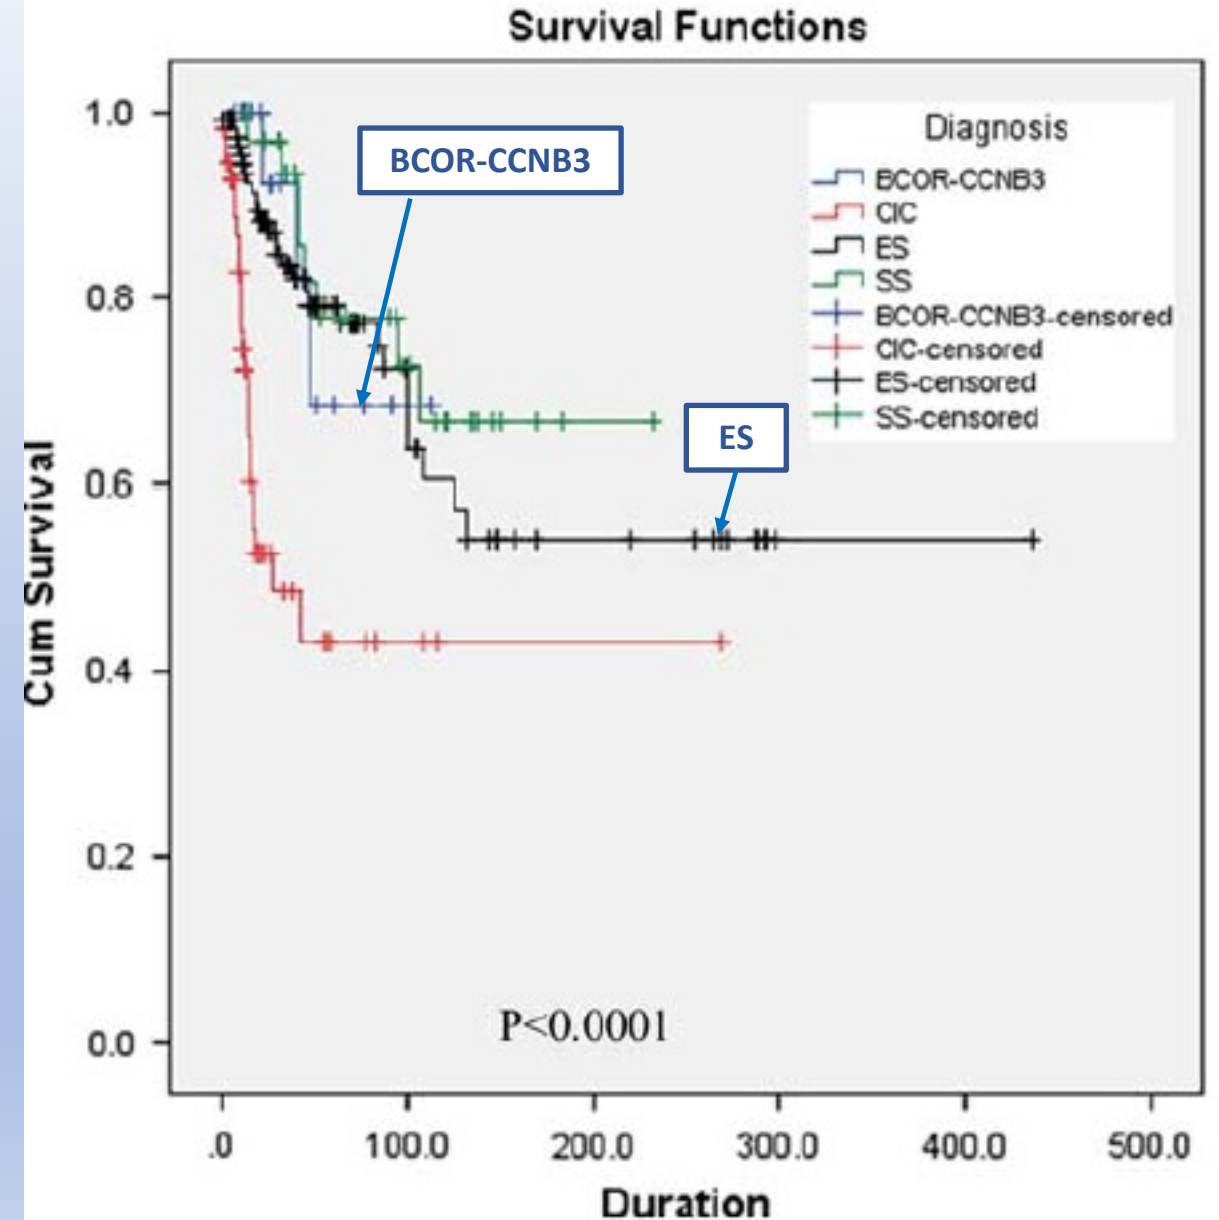 Survival Functions
BCOR-CCNB3
Diagnosis
BCOR-CCNB3
CIC
ES
SS
BCOR-CCNB3-censored
CIC-censored
ES-censored
SS-censored
ES
Cum Survival
1.0
0.8
0.6
0.4
0.2
0.0
P<0.0001
.0 100.0 200.0 300.0 400.0 500.0
Duration